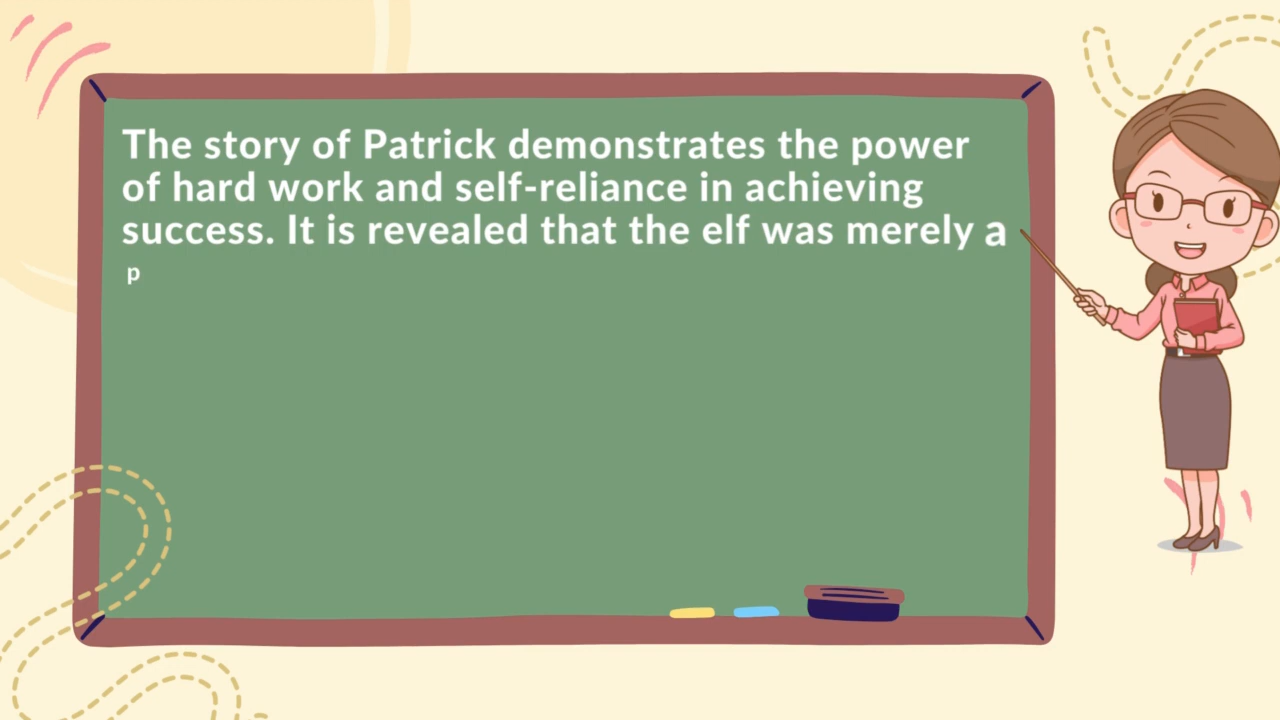 The story of Patrick demonstrates the power
of hard work and self-reliance in achieving
success. It is revealed that the elf was merely a
p